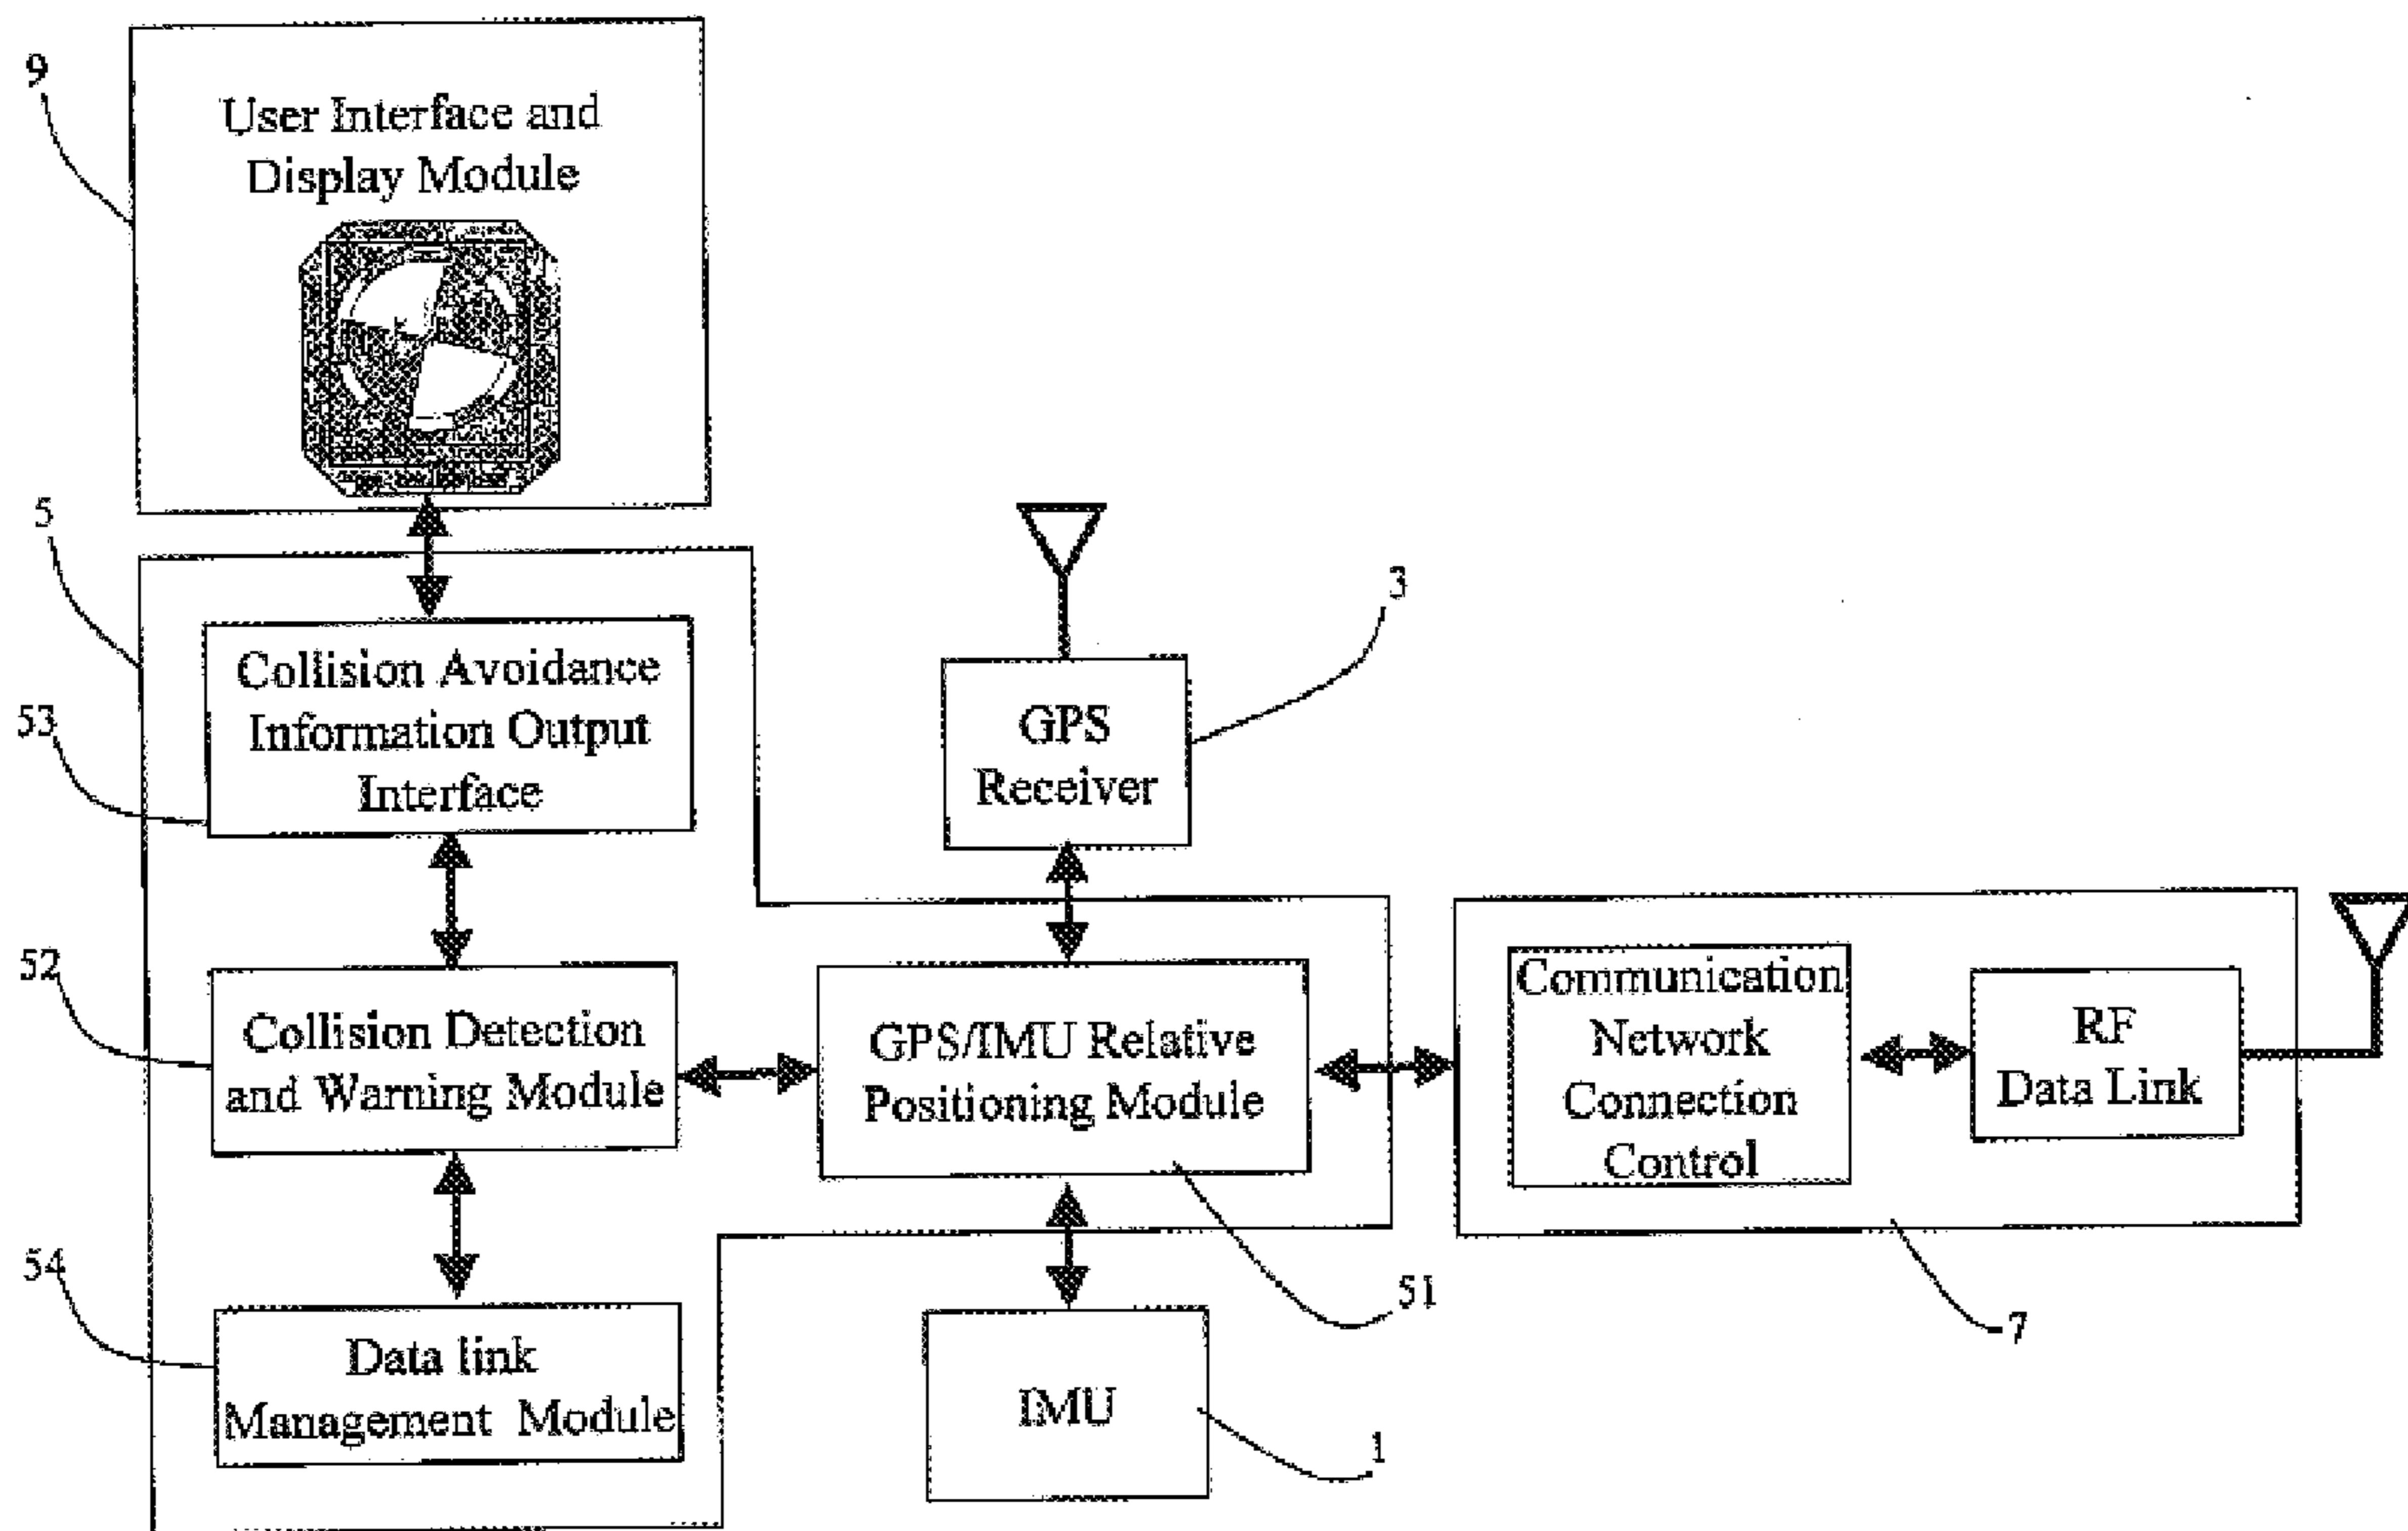 9
User Interface and
Display Module
5
3
Collision Avoidance
Information Output
Interface
53
GPS
Receiver
52
Collision Detection
and Warning Module
GPS/IMU Relative
Positioning Module
Communication
Network
Connection
Control
RF
Data Link
54
Data link
Management Module
51
7
IMU
1